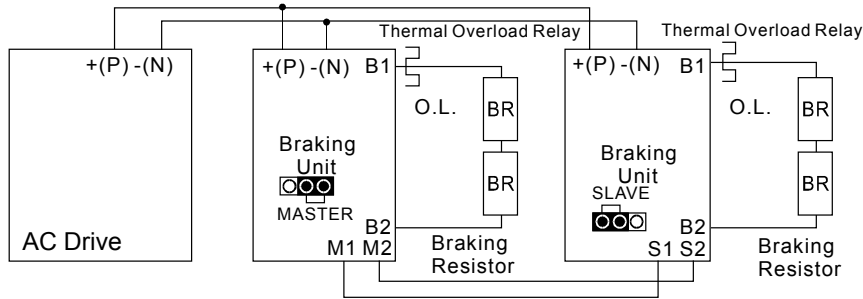 Thermal Overload Relay
Thermal Overload Relay
+(P) -(N)
+(P) -(N)
B1
+(P) -(N)
B1
O.L.
BR
O.L.
BR
Braking
Unit
MASTER
BR
Braking
Unit
SLAVE
BR
B2
B2
AC Drive
M1 M2
Braking
Resistor
S1 S2
Braking
Resistor